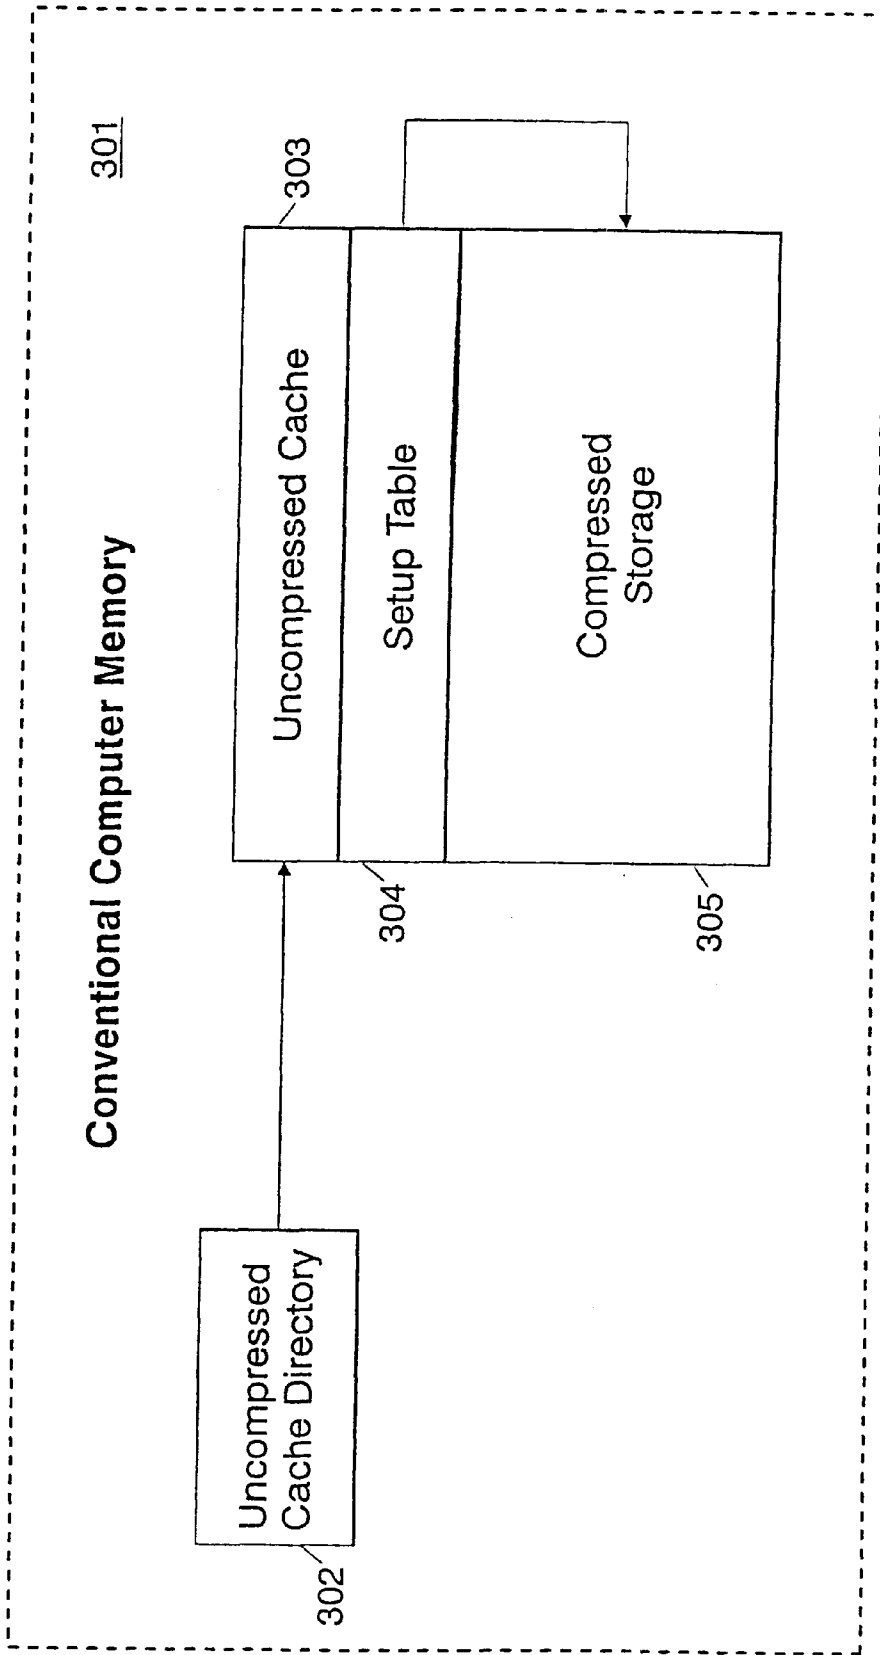 Conventional Computer Memory
301
303
Uncompressed Cache
Setup Table
304
Compressed
Storage
305
Uncompressed
Cache Directory
302